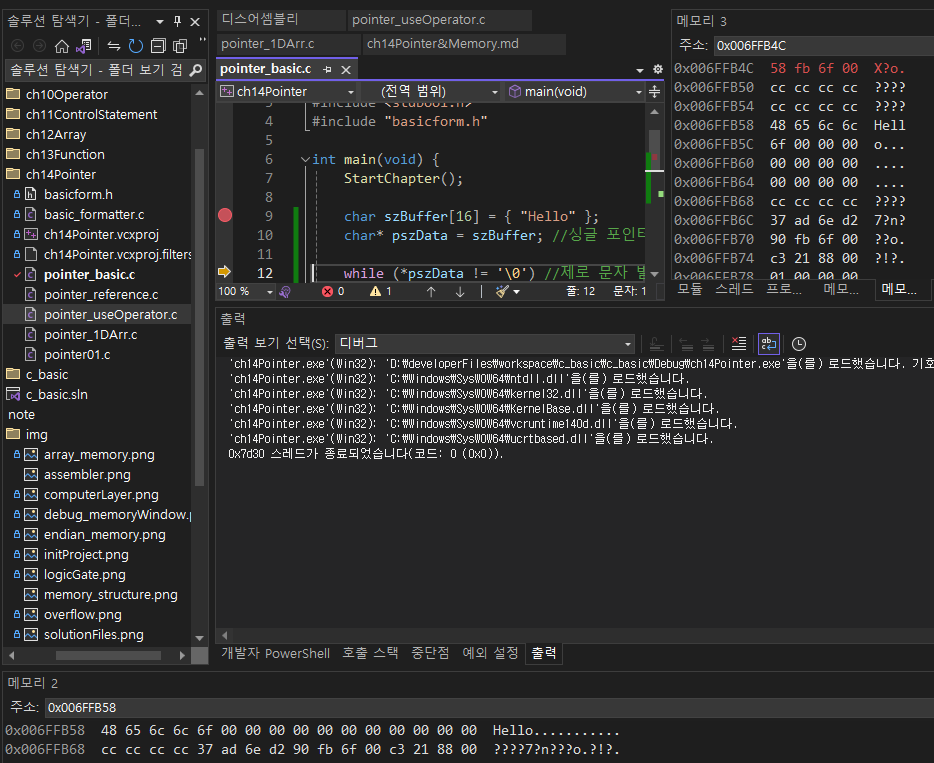 솔루션 탐색기 - 폴더...
솔루션 탐색기 - 폴더 보기 검
ch10Operator
ch11ControlStatement
ch12Array
ch13Function
ch14Pointer
basicform.h
basic_formatter.c
ch14Pointer.vcxproj
ch14Pointer.vcxproj.filters
pointer_basic.c
pointer_reference.c
pointer_useOperator.c
pointer_1DArr.c
pointer01.c
c_basic
c_basic.sln
note
img
array_memory.png
assembler.png
computerLayer.png
debug_memoryWindow.p
endian_memory.png
initProject.png
logicGate.png
memory_structure.png
overflow.png
solutionFiles.png
디스어셈블리
pointer_useOperator.c
pointer_1DArr.c
ch14Pointer&Memory.md
pointer_basic.c
ch14Pointer
(전역 범위)
main(void)
3 #include <stdbool.h>
4 #include "basicform.h"
5
6 int main(void) {
7 StartChapter();
8
9 char szBuffer[16] = { "Hello" };
10 char* pszData = szBuffer; //싱글 포인터
11
12 while (*pszData != '\0') //제로 문자 발
100 %
0
1
줄: 12
문자: 1
메모리 3
주소: 0x006FFB4C
0x006FFB4C 58 fb 6f 00 X?o.
0x006FFB50 cc cc cc cc ????
0x006FFB54 cc cc cc cc ????
0x006FFB58 48 65 6c 6c Hell
0x006FFB5C 6f 00 00 00 o...
0x006FFB60 00 00 00 00 ....
0x006FFB64 00 00 00 00 ....
0x006FFB68 cc cc cc cc ????
0x006FFB6C 37 ad 6e d2 7?n?
0x006FFB70 90 fb 6f 00 ??o.
0x006FFB74 c3 21 88 00 ?!?.
0x006FFB78 01 00 00 00 ....
모듈 스레드 프로... 메모... 메모...
출력
출력 보기 선택(S): 디버그
'ch14Pointer.exe'(Win32): 'D:\developerFiles\workspace\c_basic\c_basic\Debug\ch14Pointer.exe'을(를) 로드했습니다. 기호
'ch14Pointer.exe'(Win32): 'C:\Windows\SysWOW64\ntdll.dll'을(를) 로드했습니다.
'ch14Pointer.exe'(Win32): 'C:\Windows\SysWOW64\kernel32.dll'을(를) 로드했습니다.
'ch14Pointer.exe'(Win32): 'C:\Windows\SysWOW64\KernelBase.dll'을(를) 로드했습니다.
'ch14Pointer.exe'(Win32): 'C:\Windows\SysWOW64\vcruntime140d.dll'을(를) 로드했습니다.
'ch14Pointer.exe'(Win32): 'C:\Windows\SysWOW64\ucrtbased.dll'을(를) 로드했습니다.
0x7d30 스레드가 종료되었습니다(코드: 0 (0x0)).
개발자 PowerShell 호출 스택 중단점 예외 설정 출력
메모리 2
주소: 0x006FFB58
0x006FFB58 48 65 6c 6c 6f 00 00 00 00 00 00 00 00 00 00 00 Hello...........
0x006FFB68 cc cc cc cc 37 ad 6e d2 90 fb 6f 00 c3 21 88 00 ????7?n???o.?!?.